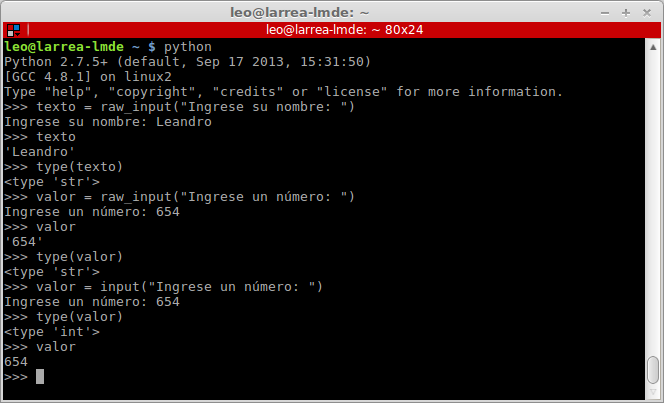 leo@larrea-lmde: ~
leo@larrea-lmde: ~ 80x24
leo@larrea-lmde ~ $ python
Python 2.7.5+ (default, Sep 17 2013, 15:31:50)
[GCC 4.8.1] on linux2
Type "help", "copyright", "credits" or "license" for more information.
>>> texto = raw_input("Ingrese su nombre: ")
Ingrese su nombre: Leandro
>>> texto
'Leandro'
>>> type(texto)
<type 'str'>
>>> valor = raw_input("Ingrese un número: ")
Ingrese un número: 654
>>> valor
'654'
>>> type(valor)
<type 'str'>
>>> valor = input("Ingrese un número: ")
Ingrese un número: 654
>>> type(valor)
<type 'int'>
>>> valor
654
>>>